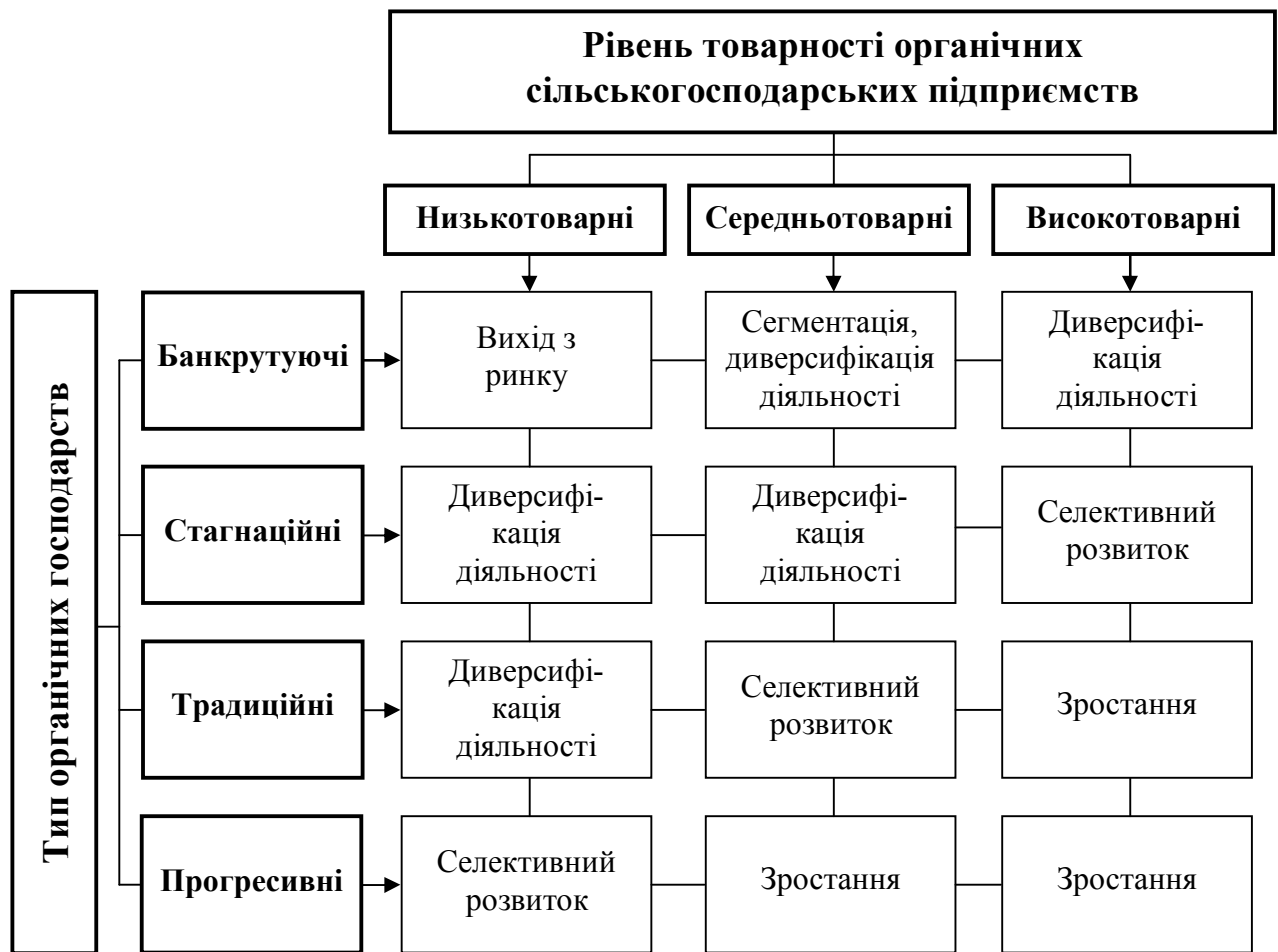 Рівень товарності органічних
сільськогосподарських підприємств
Низькотоварні
Середньотоварні
Високотоварні
Тип органічних господарств
Банкрутуючі
Вихід з
ринку
Сегментація,
диверсифікація
діяльності
Диверсифі-
кація
діяльності
Стагнаційні
Диверсифі-
кація
діяльності
Диверсифі-
кація
діяльності
Селективний
розвиток
Традиційні
Диверсифі-
кація
діяльності
Селективний
розвиток
Зростання
Прогресивні
Селективний
розвиток
Зростання
Зростання